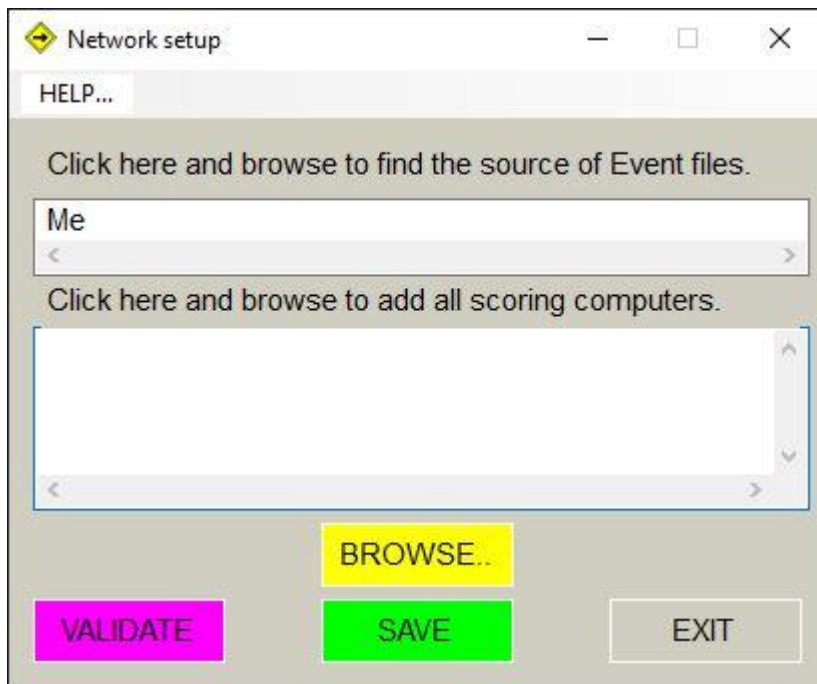 Network setup
HELP...
Click here and browse to find the source of Event files.
Me
Click here and browse to add all scoring computers.
BROWSE..
VALIDATE SAVE EXIT